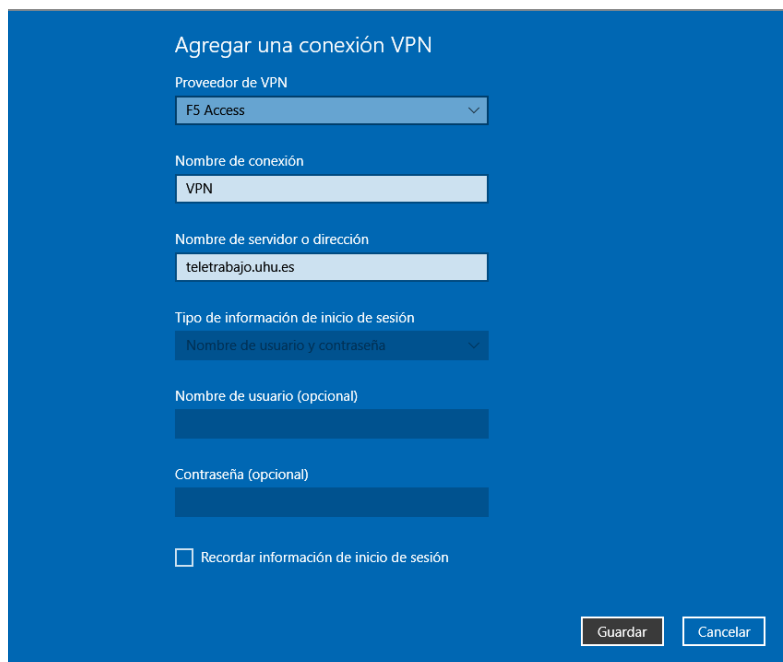 Agregar una conexión VPN
Proveedor de VPN
F5 Access
Nombre de conexión
VPN
Nombre de servidor o dirección
teletrabajo.uhu.es
Tipo de información de inicio de sesión
Nombre de usuario y contraseña
Nombre de usuario (opcional)
Contraseña (opcional)
Recordar información de inicio de sesión
Guardar Cancelar